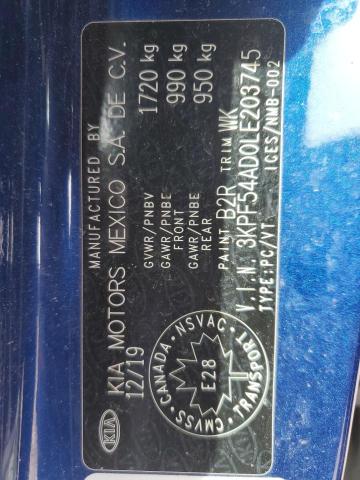 MANUFACTURED BY
KIA KIA MOTORS MEXICO S.A DE C.V.
12/19
GVWR/PNBV 1720 kg
GAWR/PNBE FRONT 990 kg
GAWR/PNBE REAR 950 kg
PAINT B2R TRIM WK
V.I.N. 3KPF54AD0LE203745
TYPE:PC/VT ICES/NMB-002
CANADA NSVAC
E28
CMVSS TRANSPORT